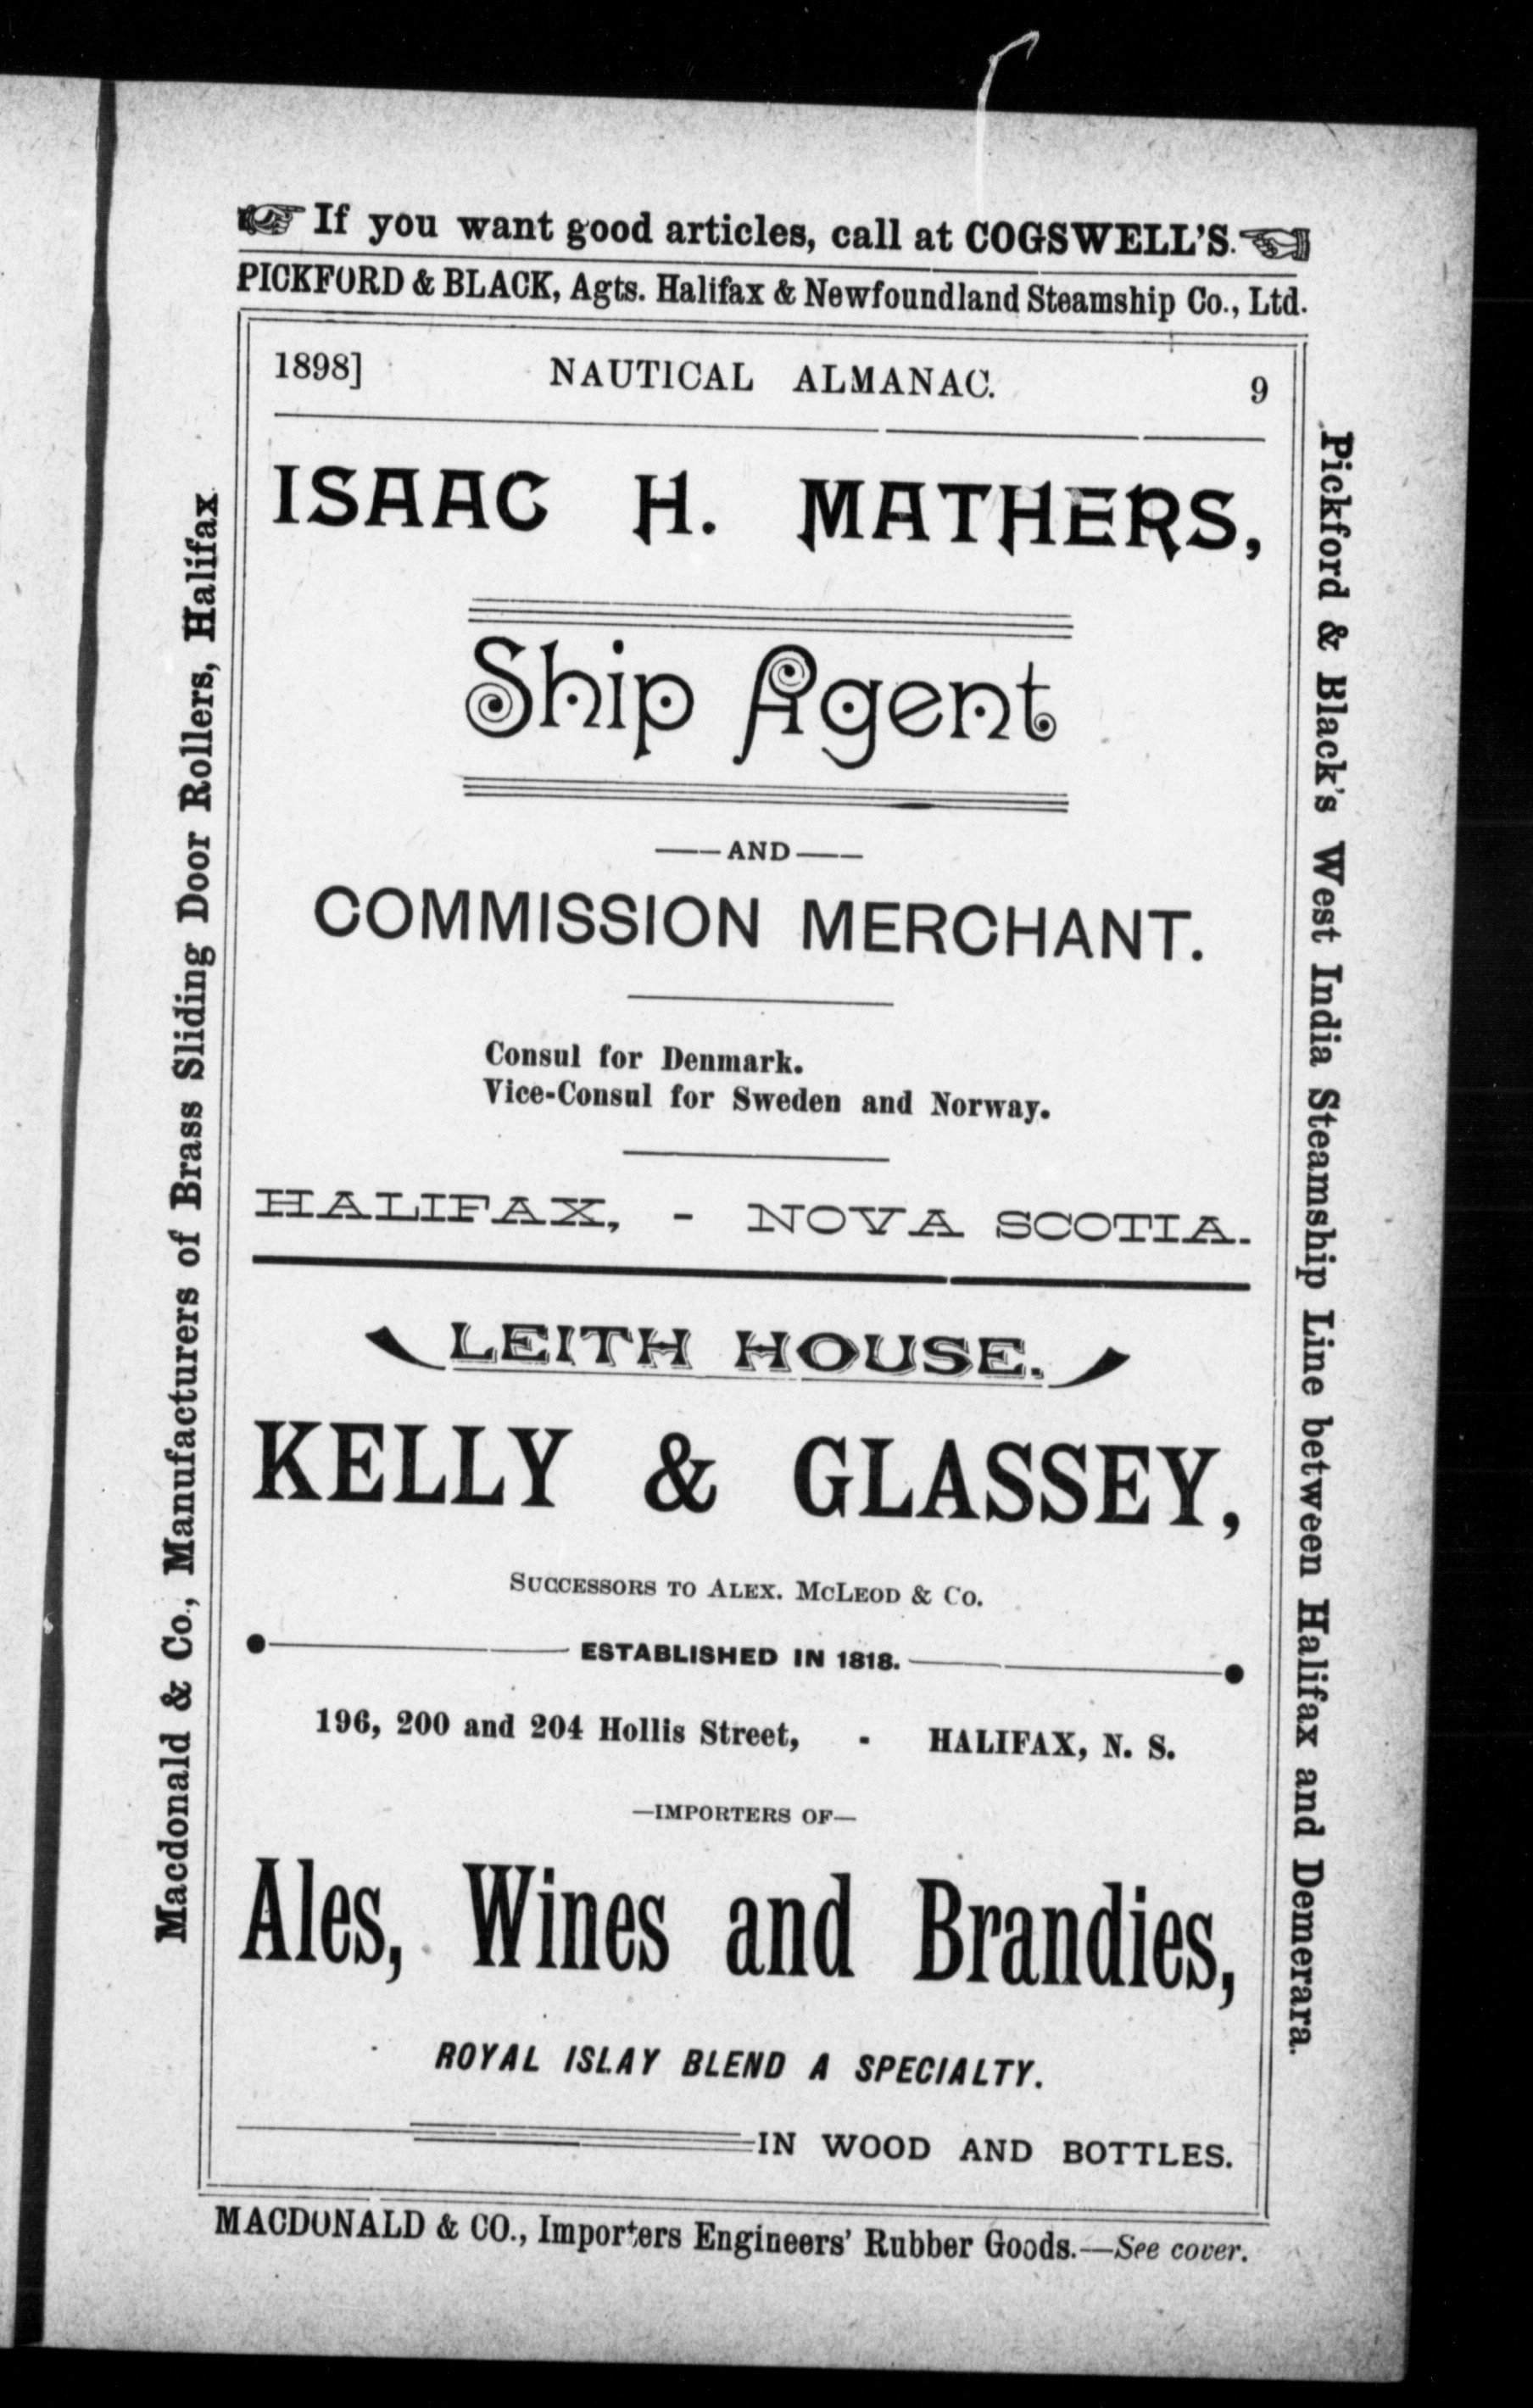 If you want good articles, call at COGSWELL'S.
PICKFORD & BLACK, Agts. Halifax & Newfoundland Steamship Co., Ltd.
1898] NAUTICAL ALMANAC. 9
ISAAC H. MATHERS,
Ship Agent
AND
COMMISSION MERCHANT.
Consul for Denmark.
Vice-Consul for Sweden and Norway.
HALIFAX, - NOVA SCOTIA.
LEITH HOUSE.
KELLY & GLASSEY,
SUCCESSORS TO ALEX. MCLEOD & CO.
ESTABLISHED IN 1818.
196, 200 and 204 Hollis Street, - HALIFAX, N. S.
—IMPORTERS OF—
Ales, Wines and Brandies,
ROYAL ISLAY BLEND A SPECIALTY.
IN WOOD AND BOTTLES.
MACDONALD & CO., Importers Engineers' Rubber Goods.—See cover.
Macdonald & Co., Manufacturers of Brass Sliding Door Rollers, Halifax
Pickford & Black's West India Steamship Line between Halifax and Demerara.